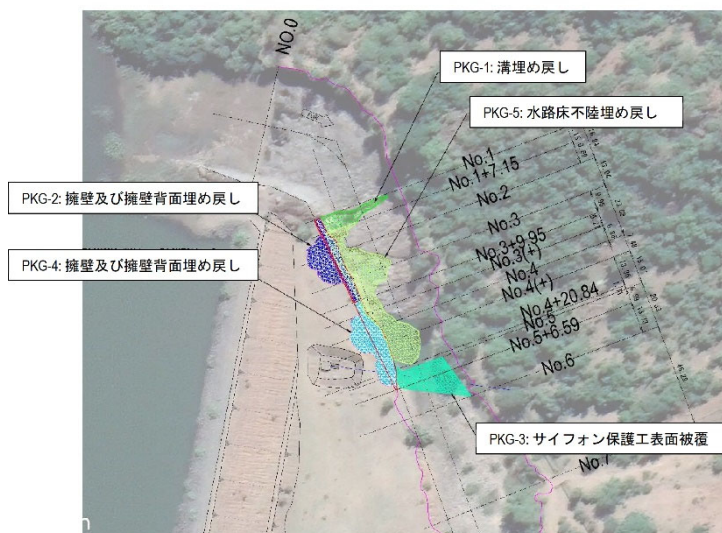 NO.0
PKG-1: 溝埋め戻し
PKG-5: 水路床不陸埋め戻し
No.1
No.1+7.15
No.2
PKG-2: 擁壁及び擁壁背面埋め戻し
No.3
No.3+9.95
No.3(+)
PKG-4: 擁壁及び擁壁背面埋め戻し
No.4
No.4(+)
No.4+20.84
No.5
No.5+6.59
No.6
PKG-3: サイフォン保護工表面被覆
No.7
n